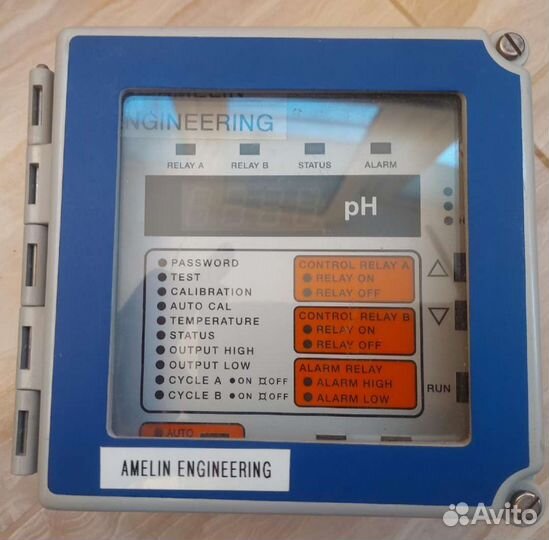 AMELIN
ENGINEERING
RELAY A RELAY B STATUS ALARM
pH
PASSWORD
TEST
CALIBRATION
AUTO CAL
TEMPERATURE
STATUS
OUTPUT HIGH
OUTPUT LOW
CYCLE A ON OFF
CYCLE B ON OFF
CONTROL RELAY A
RELAY ON
RELAY OFF
CONTROL RELAY B
RELAY ON
RELAY OFF
ALARM RELAY
ALARM HIGH
ALARM LOW
RUN
AUTO
AMELIN ENGINEERING
Avito